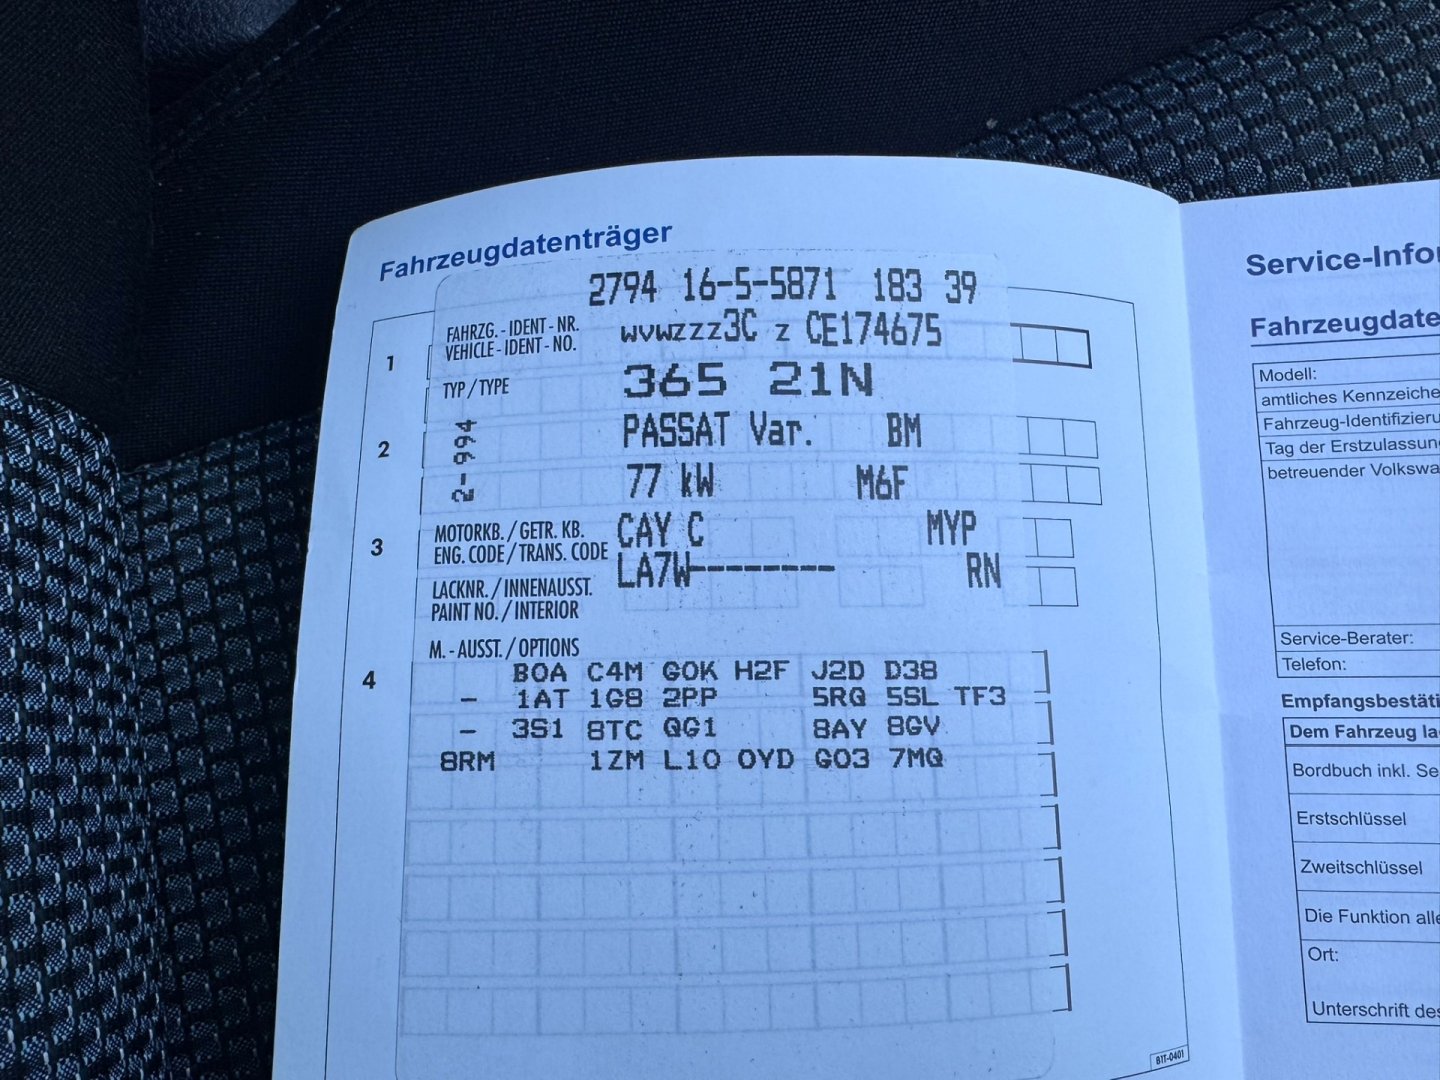 Fahrzeugdatenträger
2794 16-5-5871 183 39
1
FAHRZG.-IDENT-NR.
VEHICLE-IDENT-NO.
WVWZZZ3C Z CE174675
TYP/TYPE
365 21N
2
2-994
PASSAT Var. BM
77 kW M6F
3
MOTORKB./GETR. KB.
ENG. CODE/TRANS. CODE
CAY C MYP
LACKNR./INNENAUSST.
PAINT NO./INTERIOR
LA7W--------- RN
M.-AUSST./OPTIONS
4
B0A C4M G0K H2F J2D D38
- 1AT 1G8 2PP 5RQ 5SL TF3
- 3S1 8TC QG1 8AY 8GV
8RM 1ZM L10 0YD G03 7MQ
B1T-0401
Service-Infor
Fahrzeugdate
Modell:
amtliches Kennzeiche
Fahrzeug-Identifizieru
Tag der Erstzulassung
betreuender Volkswa
Service-Berater:
Telefon:
Empfangsbestäti
Dem Fahrzeug la
Bordbuch inkl. Se
Erstschlüssel
Zweitschlüssel
Die Funktion alle
Ort:
Unterschrift des